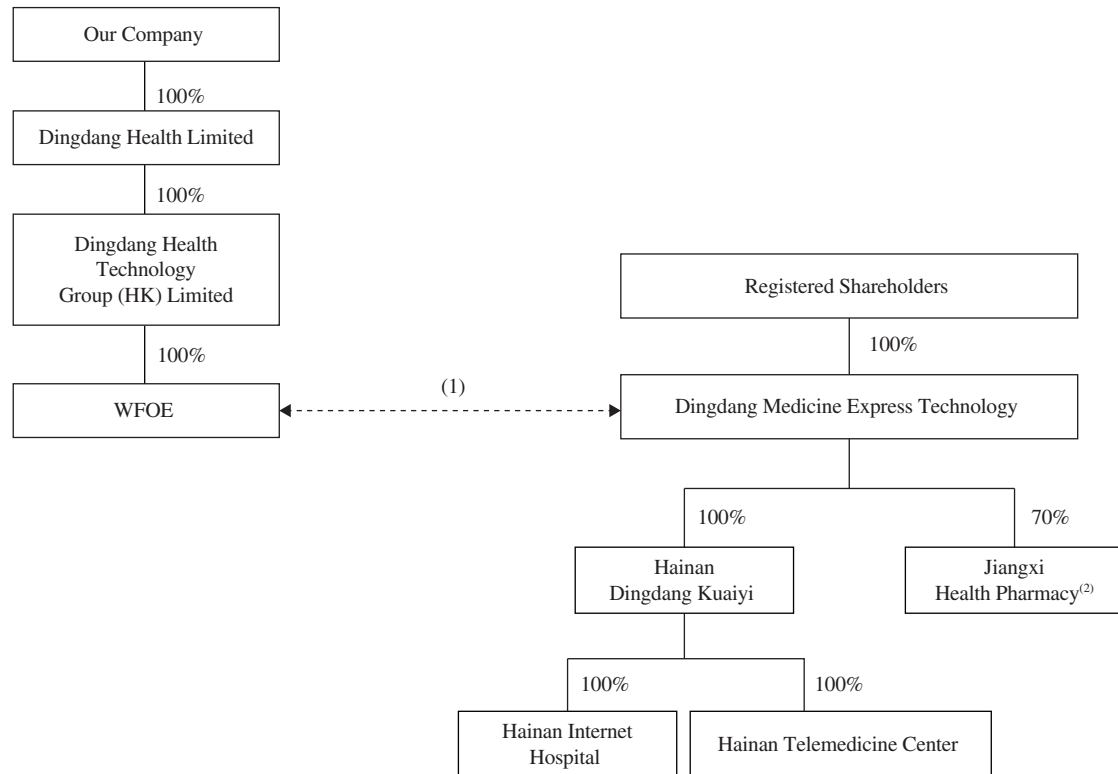 Our Company
100%
Dingdang Health Limited
100%
Dingdang Health
Technology
Group (HK) Limited
Registered Shareholders
100%
100%
WFOE
(1)
Dingdang Medicine Express Technology
100%
70%
Hainan
Dingdang Kuaiyi
Jiangxi
Health Pharmacy(2)
100%
100%
Hainan Internet
Hospital
Hainan Telemedicine Center